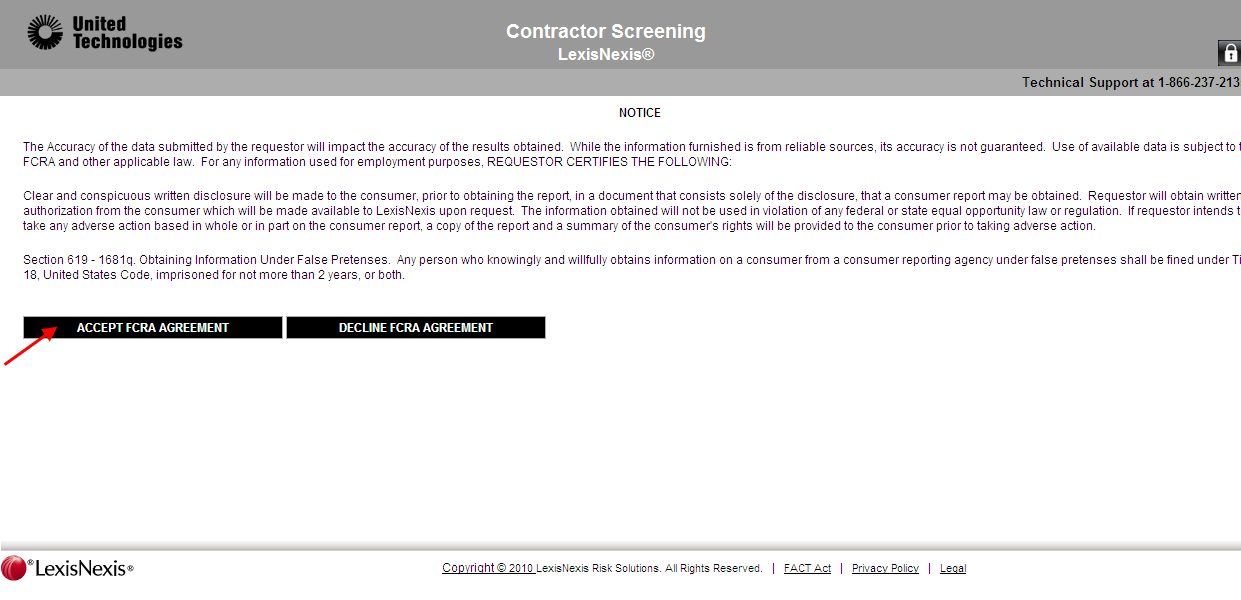 United
Technologies
Contractor Screening
LexisNexis®
Technical Support at 1-866-237-213
NOTICE
The Accuracy of the data submitted by the requestor will impact the accuracy of the results obtained. While the information furnished is from reliable sources, its accuracy is not guaranteed. Use of available data is subject to
FCRA and other applicable law. For any information used for employment purposes, REQUESTOR CERTIFIES THE FOLLOWING:
Clear and conspicuous written disclosure will be made to the consumer, prior to obtaining the report, in a document that consists solely of the disclosure, that a consumer report may be obtained. Requestor will obtain written
authorization from the consumer which will be made available to LexisNexis upon request. The information obtained will not be used in violation of any federal or state equal opportunity law or regulation. If requestor intends
take any adverse action based in whole or in part on the consumer report, a copy of the report and a summary of the consumer's rights will be provided to the consumer prior to taking adverse action.
Section 619 - 1681q. Obtaining Information Under False Pretenses. Any person who knowingly and willfully obtains information on a consumer from a consumer reporting agency under false pretenses shall be fined under
18, United States Code, imprisoned for not more than 2 years, or both.
ACCEPT FCRA AGREEMENT DECLINE FCRA AGREEMENT
®LexisNexis® Copyright © 2010 LexisNexis Risk Solutions. All Rights Reserved. | FACT Act | Privacy Policy | Legal